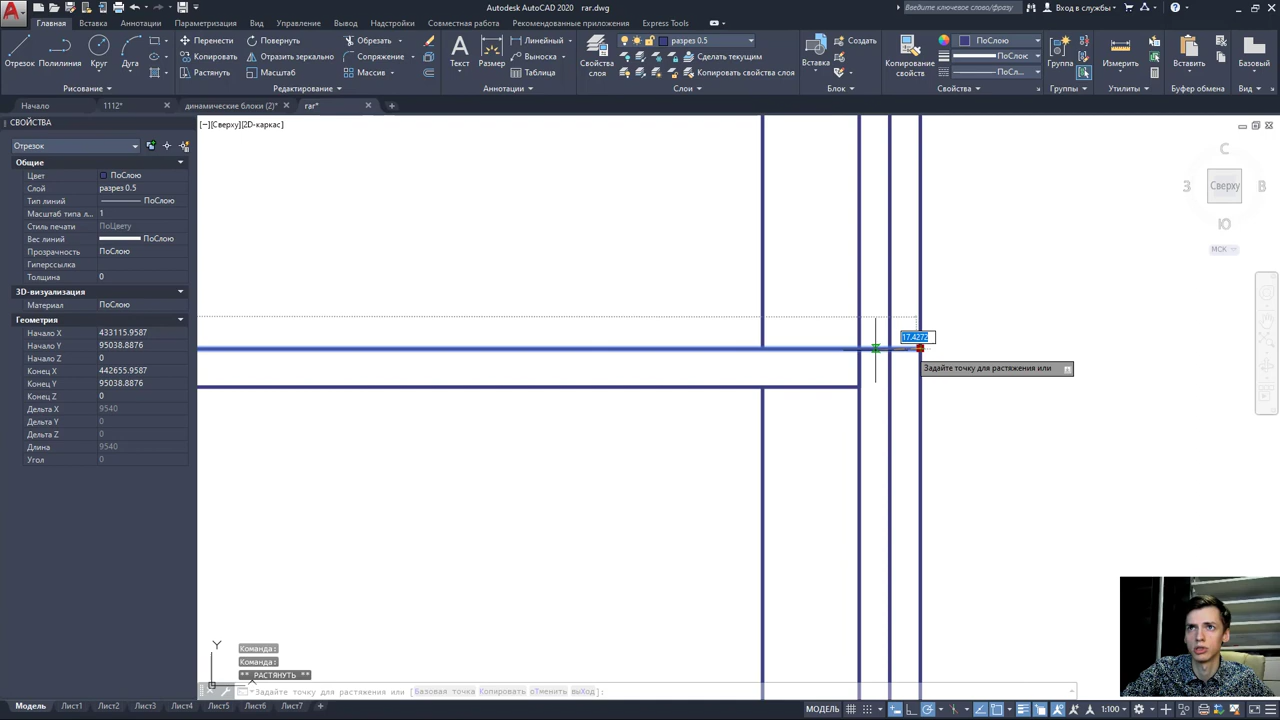 Autodesk AutoCAD 2020 rar.dwg
Введите ключевое слово/фразу
Вход в службы
Главная Вставка Аннотации Параметризация Вид Управление Вывод Надстройки Совместная работа Рекомендованные приложения Express Tools
Отрезок Полилиния Круг Дуга
Перенести Повернуть Обрезать
Копировать Отразить зеркально Сопряжение
Растянуть Масштаб Массив
Текст Размер
Линейный
Выноска
Таблица
Свойства слоя
разрез 0.5
Сделать текущим
Копировать свойства слоя
Вставка
Создать
Копирование свойств
ПоСлою
ПоСлою
Группа
Измерить
Вставить
Базовый
Рисование Редактирование Аннотации Слои Блок Свойства Группы Утилиты Буфер обмена Вид
Начало 1112* динамические блоки (2)* rar*
СВОЙСТВА
[−][Сверху][2D-каркас]
Отрезок
Общие
Цвет ПоСлою
Слой разрез 0.5
Тип линий ПоСлою
Масштаб типа л... 1
Стиль печати ПоЦвету
Вес линий ПоСлою
Прозрачность ПоСлою
Гиперссылка
Толщина 0
3D-визуализация
Материал ПоСлою
Геометрия
Начало X 433115.9587
Начало Y 95038.8876
Начало Z 0
Конец X 442655.9587
Конец Y 95038.8876
Конец Z 0
Дельта X 9540
Дельта Y 0
Дельта Z 0
Длина 9540
Угол 0
С
З Сверху В
Ю
МСК
17.4272
Задайте точку для растяжения или
Y
Команда:
Команда:
** РАСТЯНУТЬ **
Задайте точку для растяжения или [Базовая точка Копировать оТменить выХод]:
Модель Лист1 Лист2 Лист3 Лист4 Лист5 Лист6 Лист7 +
МОДЕЛЬ
1:100